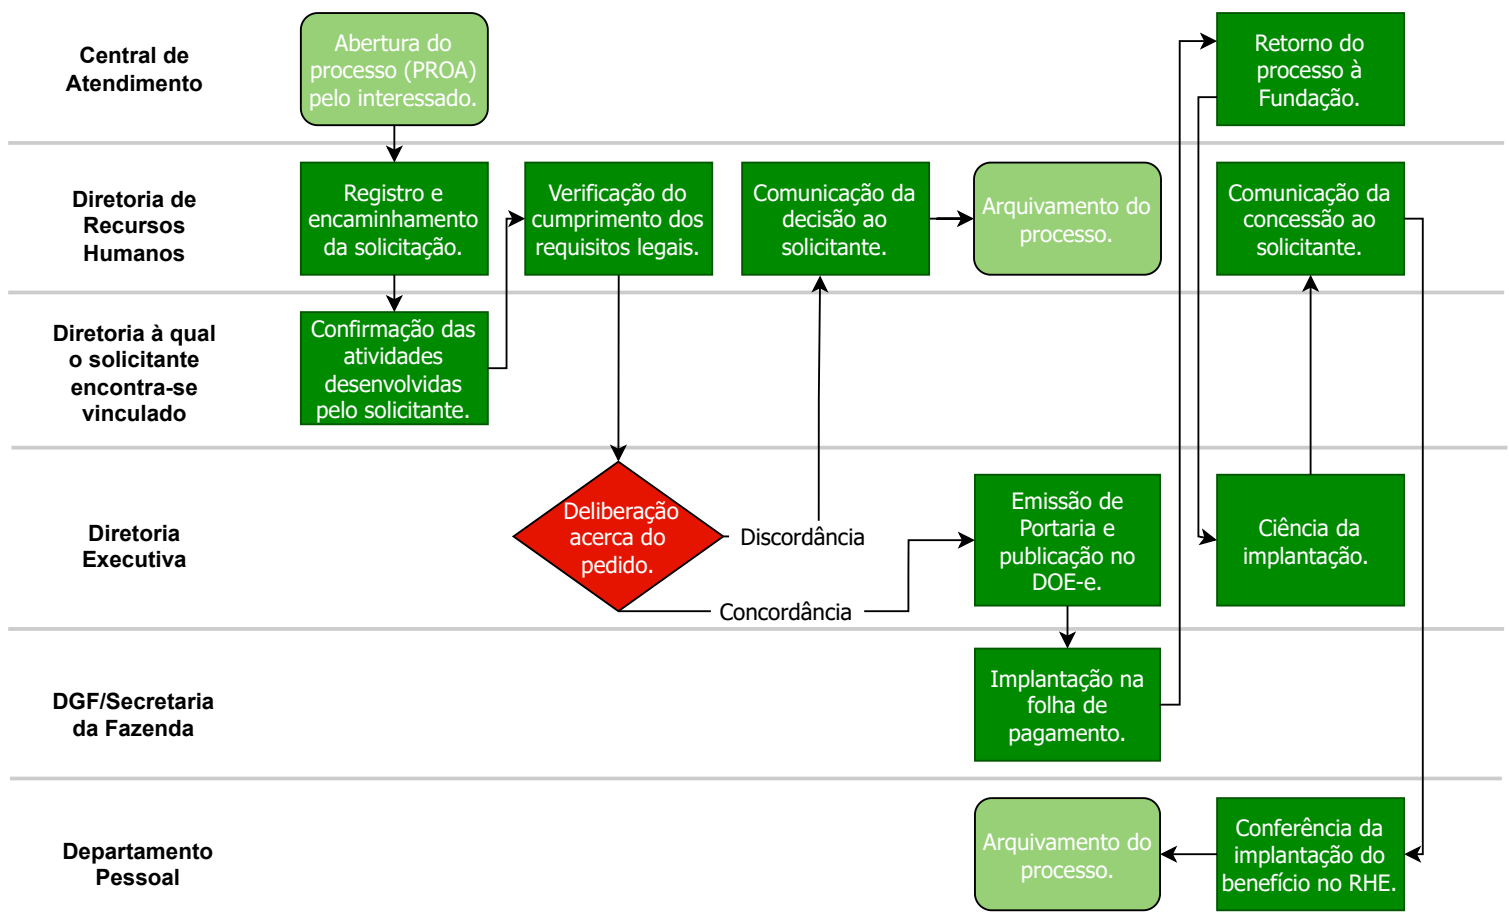 Central de
Atendimento
Abertura do
processo (PROA)
pelo interessado.
Retorno do
processo à
Fundação.
Diretoria de
Recursos
Humanos
Registro e
encaminhamento
da solicitação.
Verificação do
cumprimento dos
requisitos legais.
Comunicação da
decisão ao
solicitante.
Arquivamento do
processo.
Comunicação da
concessão ao
solicitante.
Diretoria à qual
o solicitante
encontra-se
vinculado
Confirmação das
atividades
desenvolvidas
pelo solicitante.
Diretoria
Executiva
Deliberação
acerca do
pedido.
Discordância
Concordância
Emissão de
Portaria e
publicação no
DOE-e.
Ciência da
implantação.
DGF/Secretaria
da Fazenda
Implantação na
folha de
pagamento.
Departamento
Pessoal
Arquivamento do
processo.
Conferência da
implantação do
benefício no RHE.